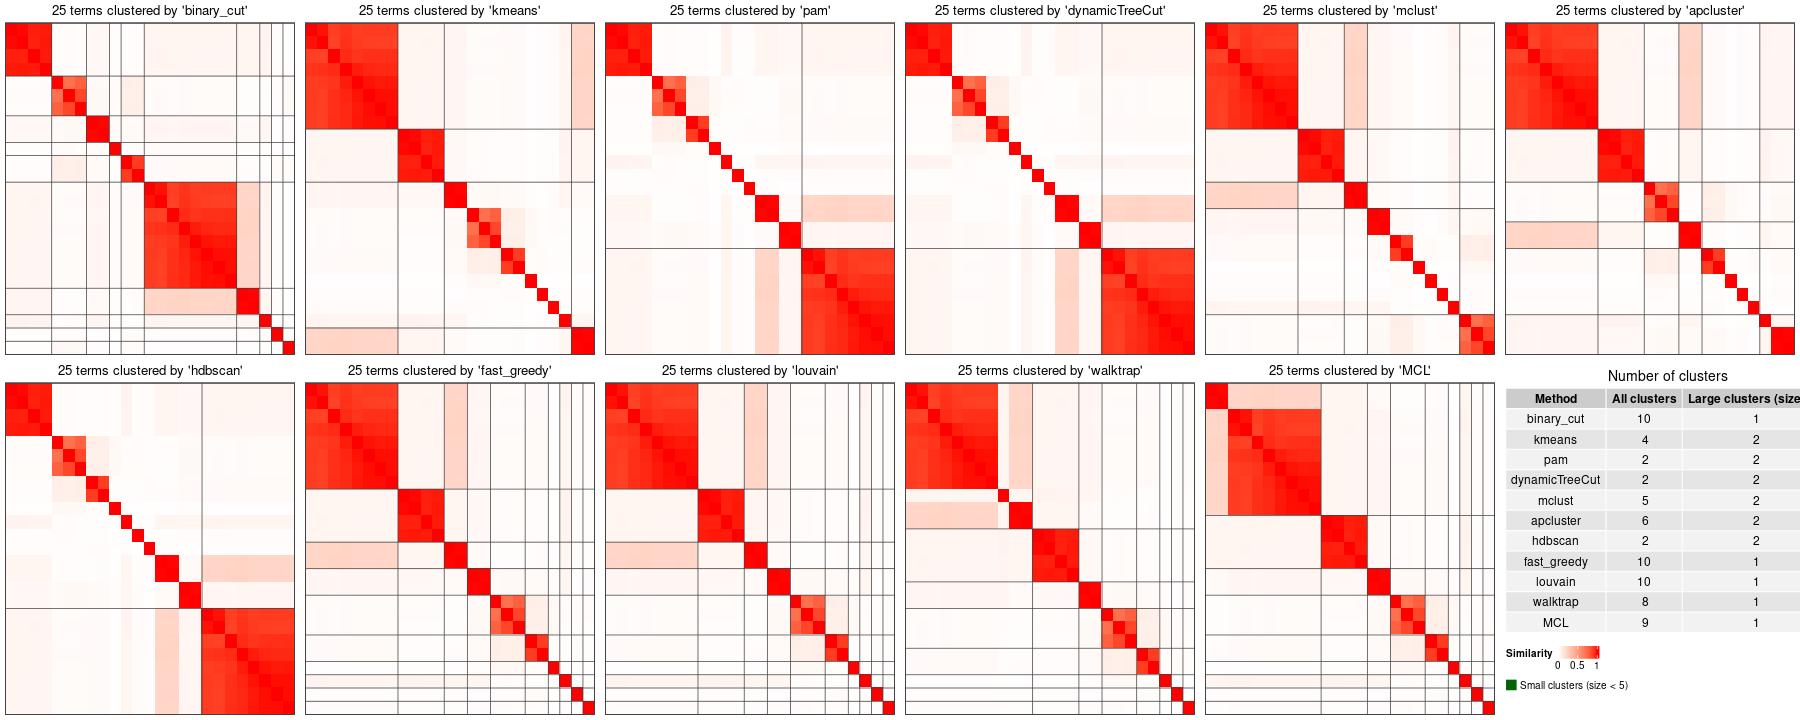 25 terms clustered by 'binary_cut'
25 terms clustered by 'kmeans'
25 terms clustered by 'pam'
25 terms clustered by 'dynamicTreeCut'
25 terms clustered by 'mclust'
25 terms clustered by 'apcluster'
25 terms clustered by 'hdbscan'
25 terms clustered by 'fast_greedy'
25 terms clustered by 'louvain'
25 terms clustered by 'walktrap'
25 terms clustered by 'MCL'
Number of clusters
Method All clusters Large clusters (size
binary_cut 10 1
kmeans 4 2
pam 2 2
dynamicTreeCut 2 2
mclust 5 2
apcluster 6 2
hdbscan 2 2
fast_greedy 10 1
louvain 10 1
walktrap 8 1
MCL 9 1
Similarity
0 0.5 1
Small clusters (size < 5)